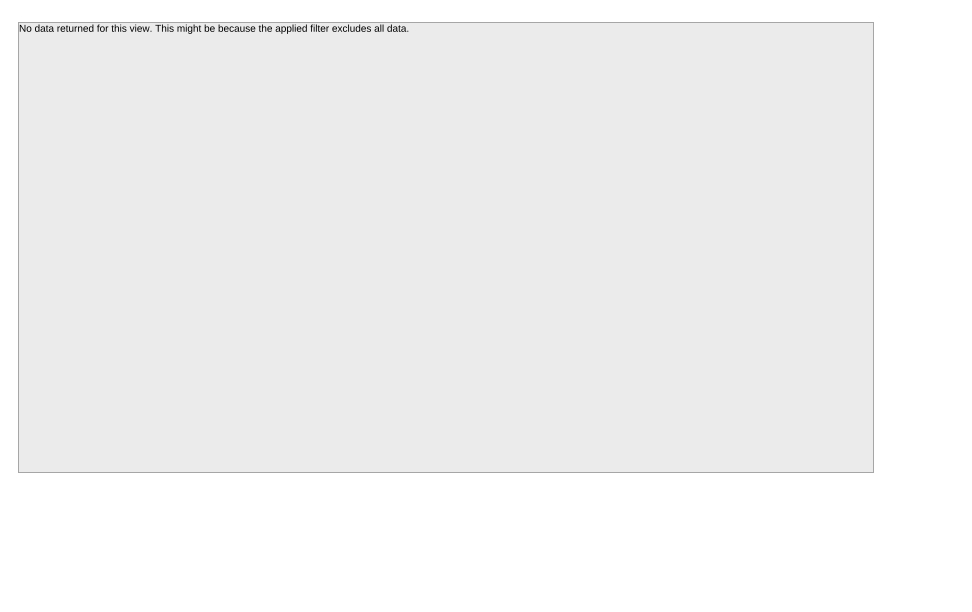 No data returned for this view. This might be because the applied filter excludes all data.